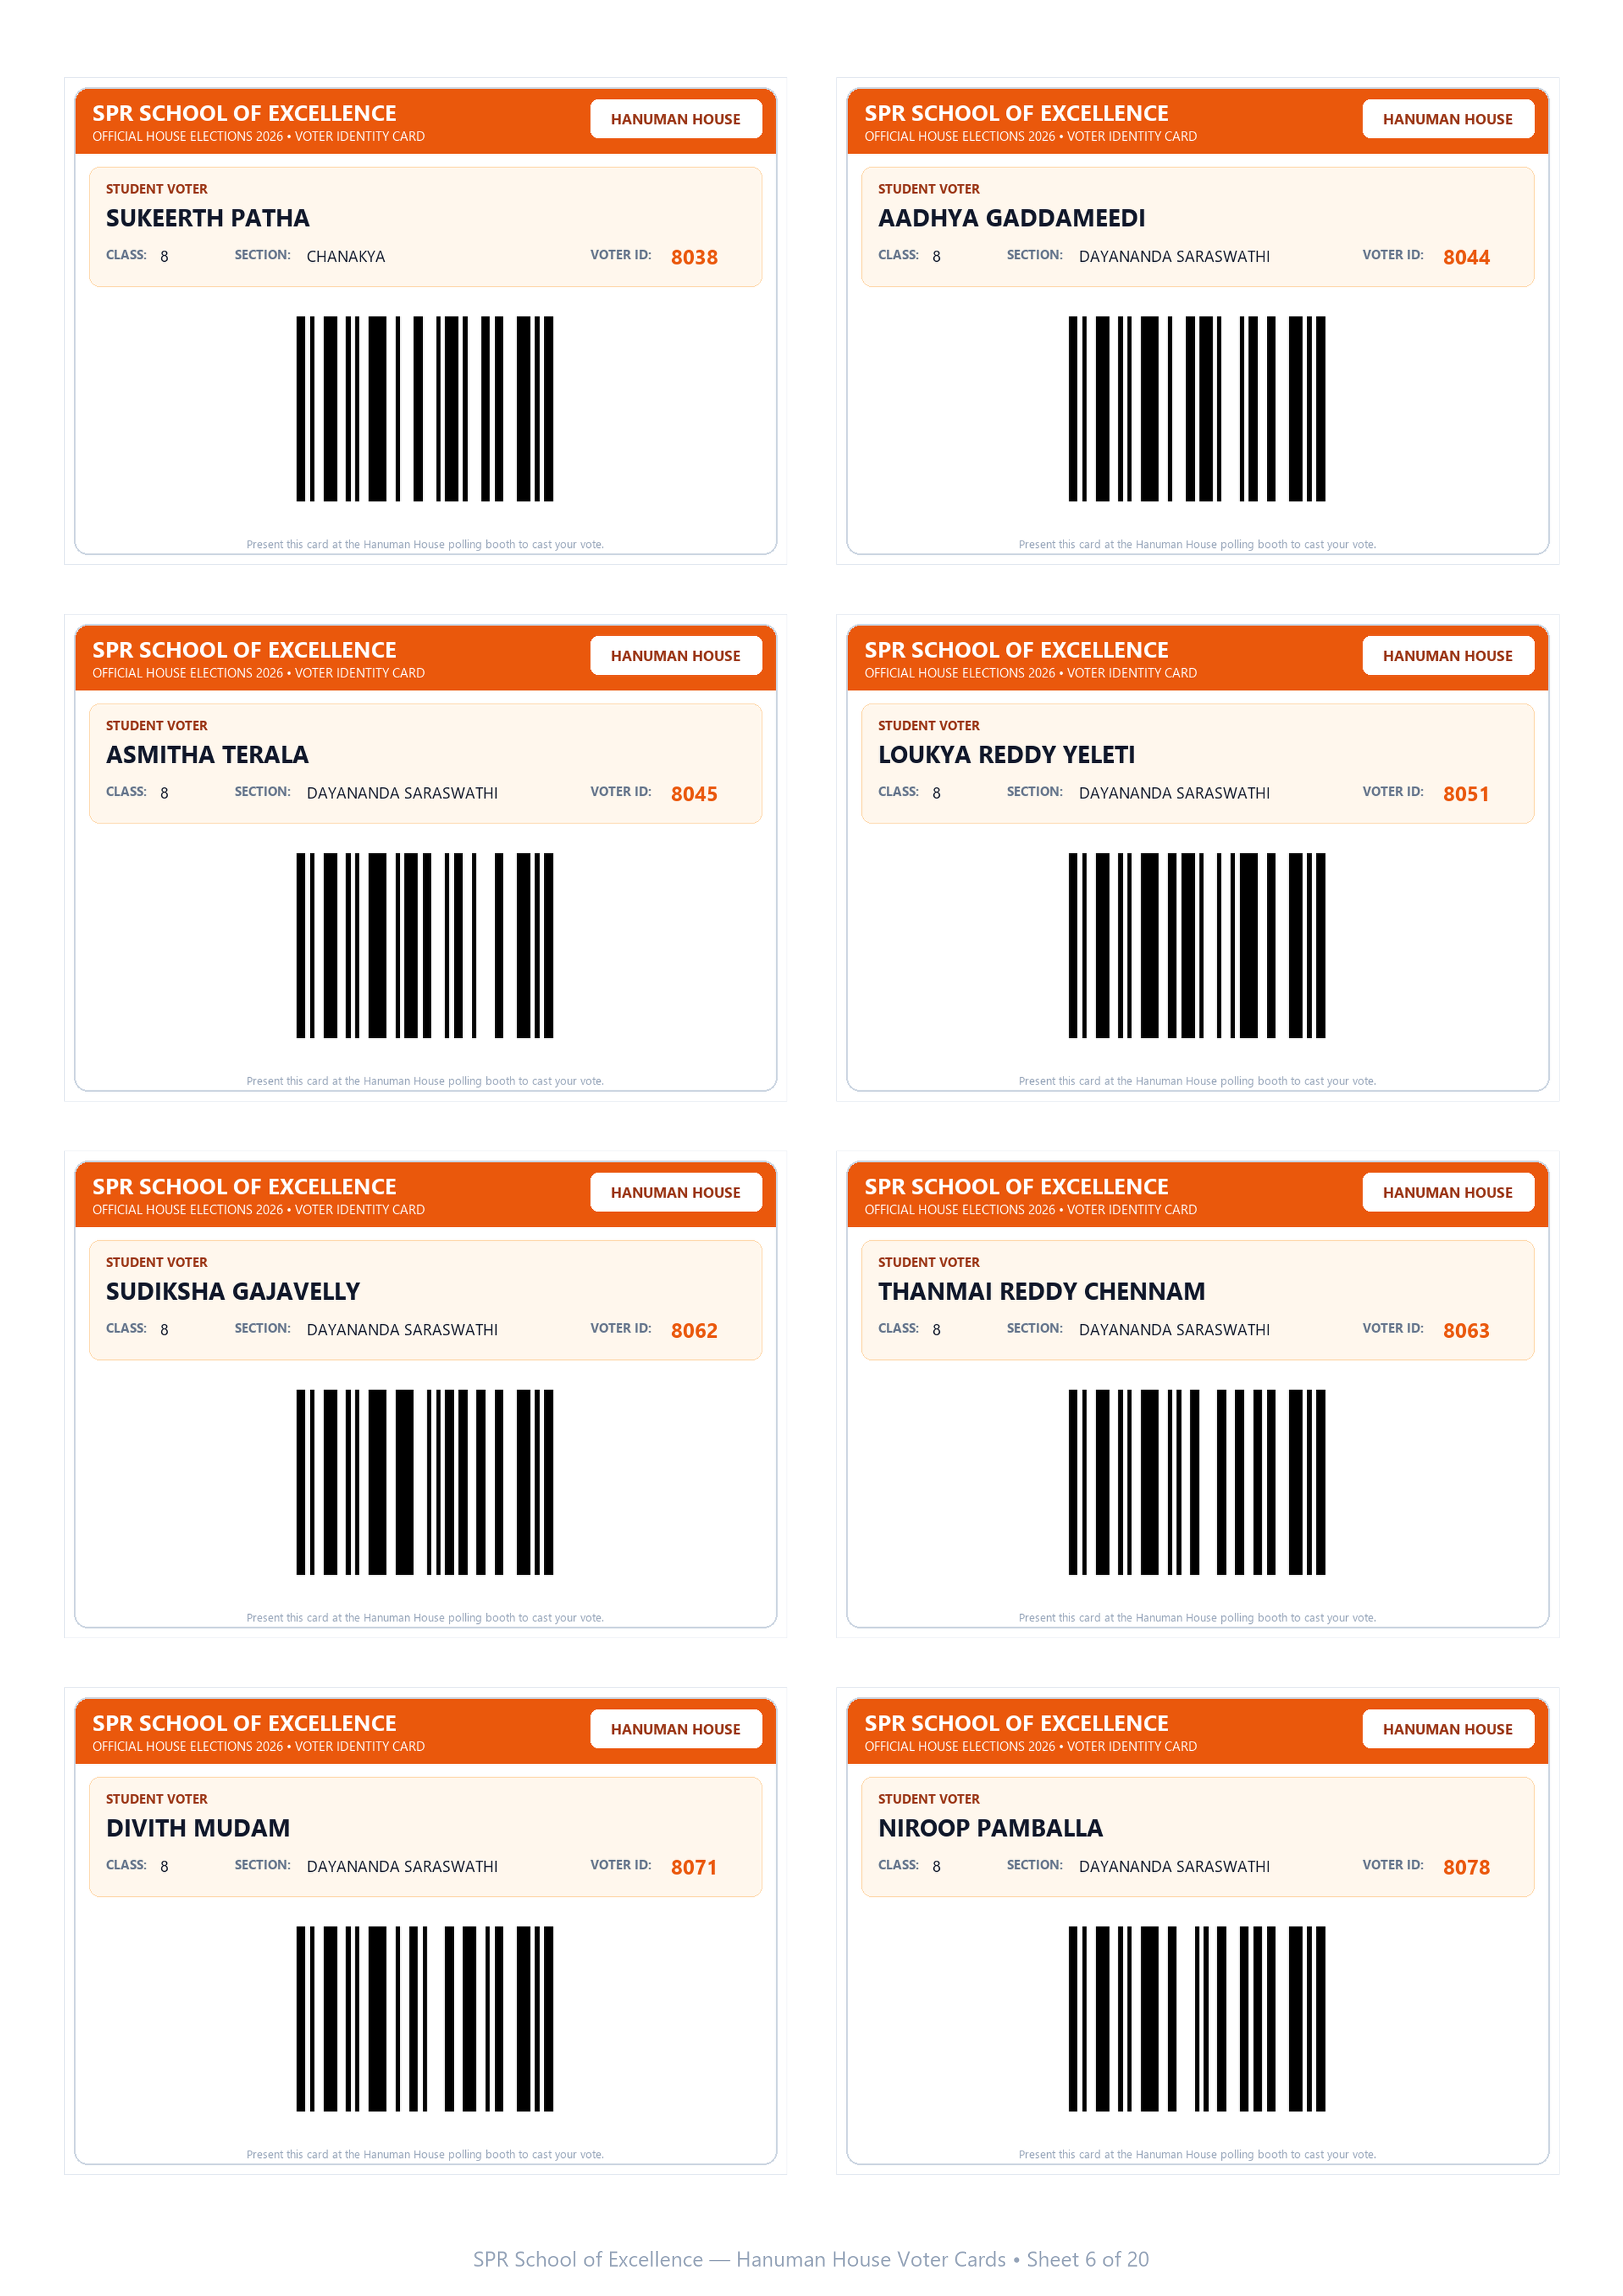 SPR SCHOOL OF EXCELLENCE
OFFICIAL HOUSE ELECTIONS 2026 • VOTER IDENTITY CARD
HANUMAN HOUSE
STUDENT VOTER
SUKEERTH PATHA
CLASS: 8 SECTION: CHANAKYA VOTER ID: 8038
Present this card at the Hanuman House polling booth to cast your vote.
SPR SCHOOL OF EXCELLENCE
OFFICIAL HOUSE ELECTIONS 2026 • VOTER IDENTITY CARD
HANUMAN HOUSE
STUDENT VOTER
AADHYA GADDAMEEDI
CLASS: 8 SECTION: DAYANANDA SARASWATHI VOTER ID: 8044
Present this card at the Hanuman House polling booth to cast your vote.
SPR SCHOOL OF EXCELLENCE
OFFICIAL HOUSE ELECTIONS 2026 • VOTER IDENTITY CARD
HANUMAN HOUSE
STUDENT VOTER
ASMITHA TERALA
CLASS: 8 SECTION: DAYANANDA SARASWATHI VOTER ID: 8045
Present this card at the Hanuman House polling booth to cast your vote.
SPR SCHOOL OF EXCELLENCE
OFFICIAL HOUSE ELECTIONS 2026 • VOTER IDENTITY CARD
HANUMAN HOUSE
STUDENT VOTER
LOUKYA REDDY YELETI
CLASS: 8 SECTION: DAYANANDA SARASWATHI VOTER ID: 8051
Present this card at the Hanuman House polling booth to cast your vote.
SPR SCHOOL OF EXCELLENCE
OFFICIAL HOUSE ELECTIONS 2026 • VOTER IDENTITY CARD
HANUMAN HOUSE
STUDENT VOTER
SUDIKSHA GAJAVELLY
CLASS: 8 SECTION: DAYANANDA SARASWATHI VOTER ID: 8062
Present this card at the Hanuman House polling booth to cast your vote.
SPR SCHOOL OF EXCELLENCE
OFFICIAL HOUSE ELECTIONS 2026 • VOTER IDENTITY CARD
HANUMAN HOUSE
STUDENT VOTER
THANMAI REDDY CHENNAM
CLASS: 8 SECTION: DAYANANDA SARASWATHI VOTER ID: 8063
Present this card at the Hanuman House polling booth to cast your vote.
SPR SCHOOL OF EXCELLENCE
OFFICIAL HOUSE ELECTIONS 2026 • VOTER IDENTITY CARD
HANUMAN HOUSE
STUDENT VOTER
DIVITH MUDAM
CLASS: 8 SECTION: DAYANANDA SARASWATHI VOTER ID: 8071
Present this card at the Hanuman House polling booth to cast your vote.
SPR SCHOOL OF EXCELLENCE
OFFICIAL HOUSE ELECTIONS 2026 • VOTER IDENTITY CARD
HANUMAN HOUSE
STUDENT VOTER
NIROOP PAMBALLA
CLASS: 8 SECTION: DAYANANDA SARASWATHI VOTER ID: 8078
Present this card at the Hanuman House polling booth to cast your vote.
SPR School of Excellence — Hanuman House Voter Cards • Sheet 6 of 20